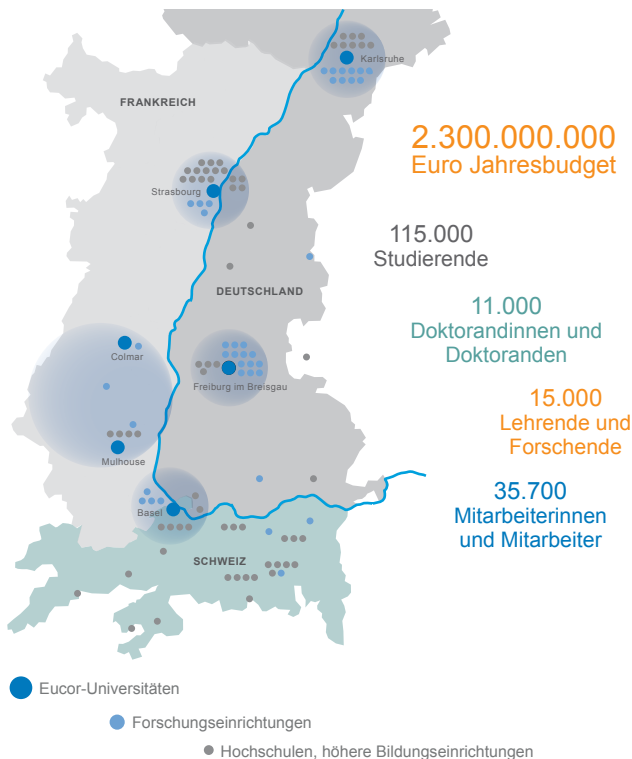 Karlsruhe
FRANKREICH
2.300.000.000
Euro Jahresbudget
Strasbourg
115.000
Studierende
DEUTSCHLAND
11.000
Doktorandinnen und
Doktoranden
Colmar
Freiburg im Breisgau
15.000
Lehrende und
Forschende
Mulhouse
35.700
Mitarbeiterinnen
und Mitarbeiter
Basel
SCHWEIZ
Eucor-Universitäten
Forschungseinrichtungen
Hochschulen, höhere Bildungseinrichtungen